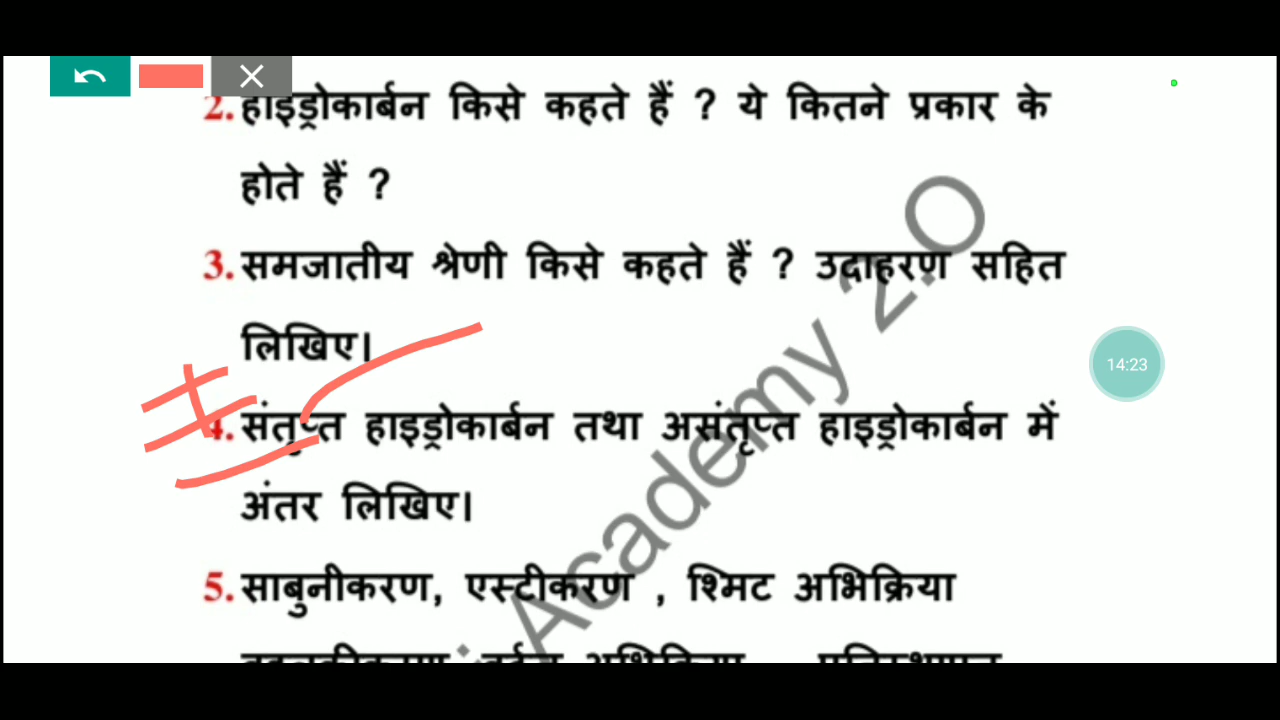 2. हाइड्रोकार्बन किसे कहते हैं ? ये कितने प्रकार के
होते हैं ?
3. समजातीय श्रेणी किसे कहते हैं ? उदाहरण सहित
लिखिए।
14:23
4. संतृप्त हाइड्रोकार्बन तथा असंतृप्त हाइड्रोकार्बन में
अंतर लिखिए।
5. साबुनीकरण, एस्टीकरण , श्मिट अभिक्रिया
Academy 2.O